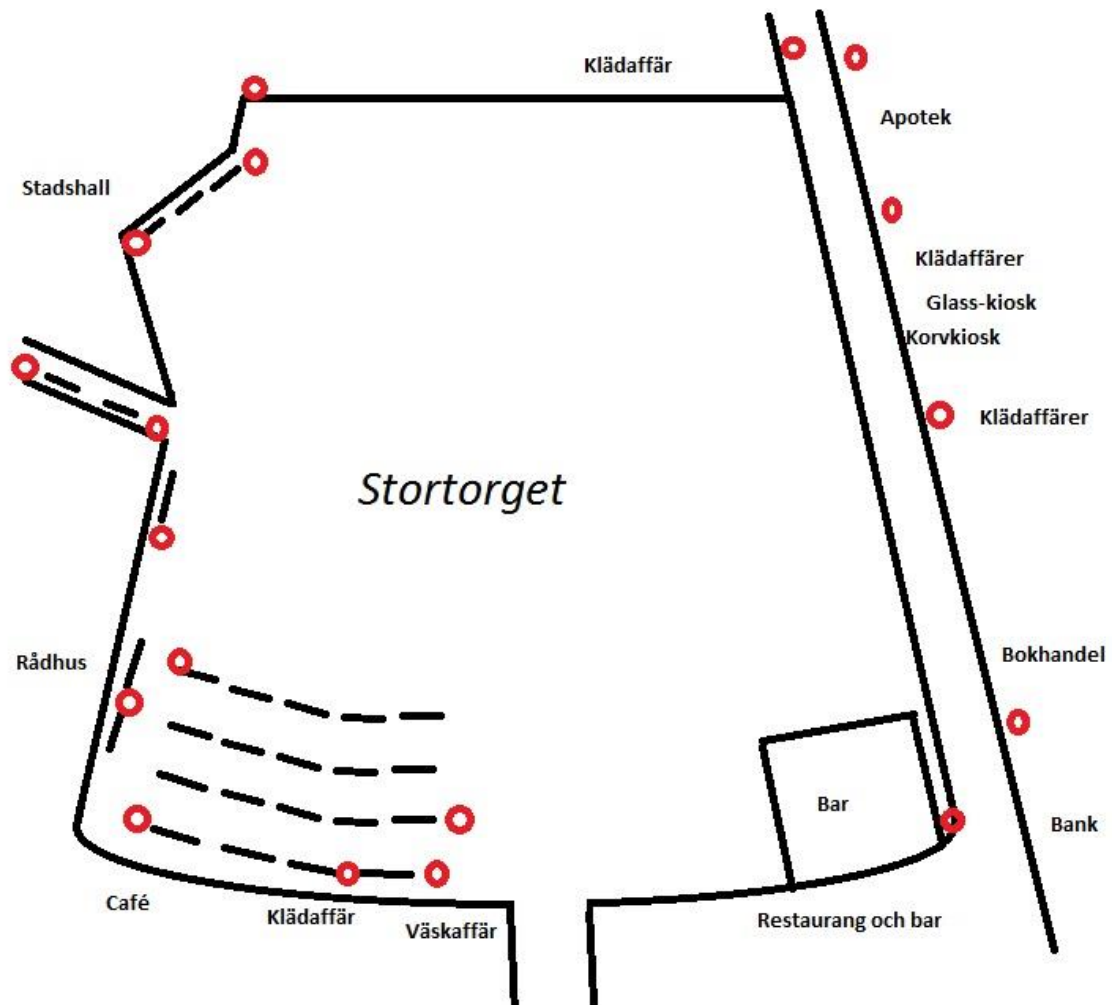 Klädaffär
Apotek
Stadshall
Klädaffärer
Glass-kiosk
Korvkiosk
Klädaffärer
Stortorget
Rådhus
Bokhandel
Bar
Bank
Café
Klädaffär
Väskaffär
Restaurang och bar